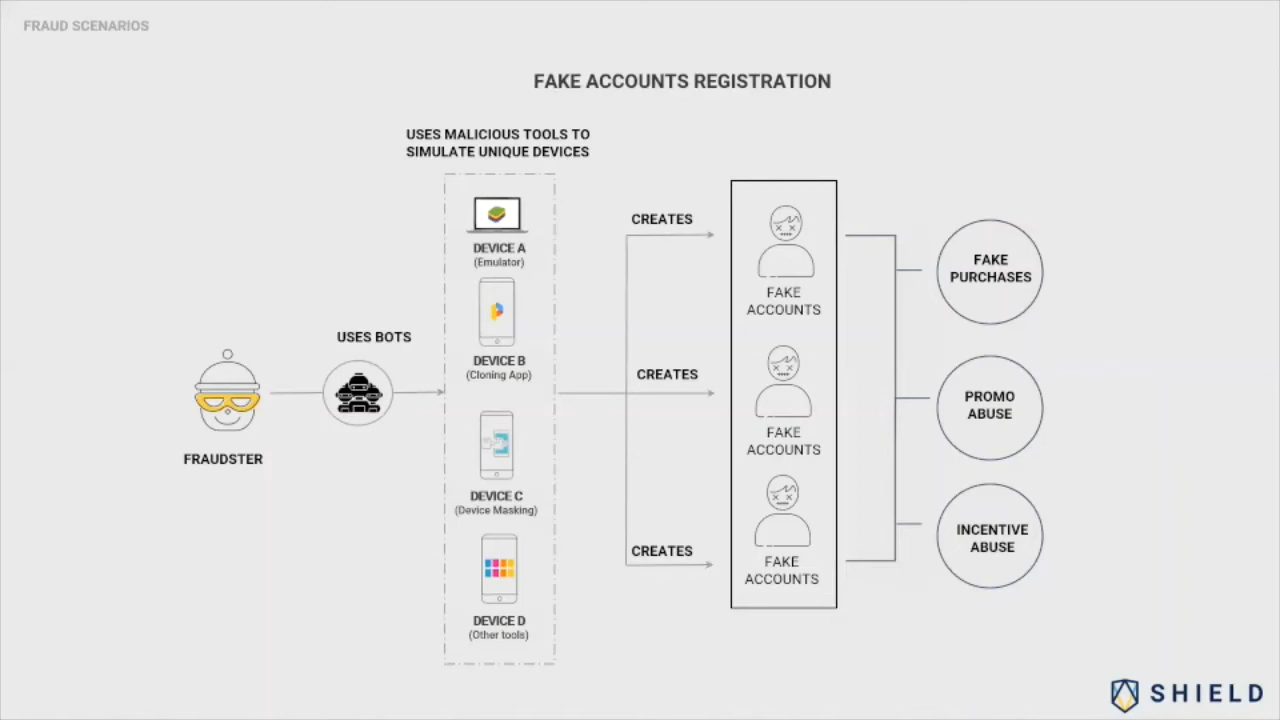 FRAUD SCENARIOS
FAKE ACCOUNTS REGISTRATION
USES MALICIOUS TOOLS TO
SIMULATE UNIQUE DEVICES
DEVICE A
(Emulator)
DEVICE B
(Cloning App)
DEVICE C
(Device Masking)
DEVICE D
(Other tools)
USES BOTS
FRAUDSTER
CREATES
CREATES
CREATES
FAKE
ACCOUNTS
FAKE
ACCOUNTS
FAKE
ACCOUNTS
FAKE
PURCHASES
PROMO
ABUSE
INCENTIVE
ABUSE
SHIELD